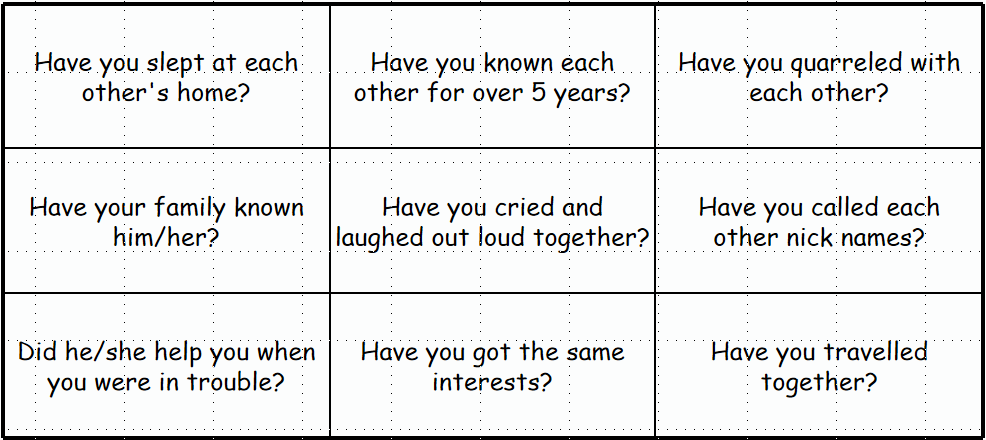 Have you slept at each
other's home?
Have you known each
other for over 5 years?
Have you quarreled with
each other?
Have your family known
him/her?
Have you cried and
laughed out loud together?
Have you called each
other nick names?
Did he/she help you when
you were in trouble?
Have you got the same
interests?
Have you travelled
together?